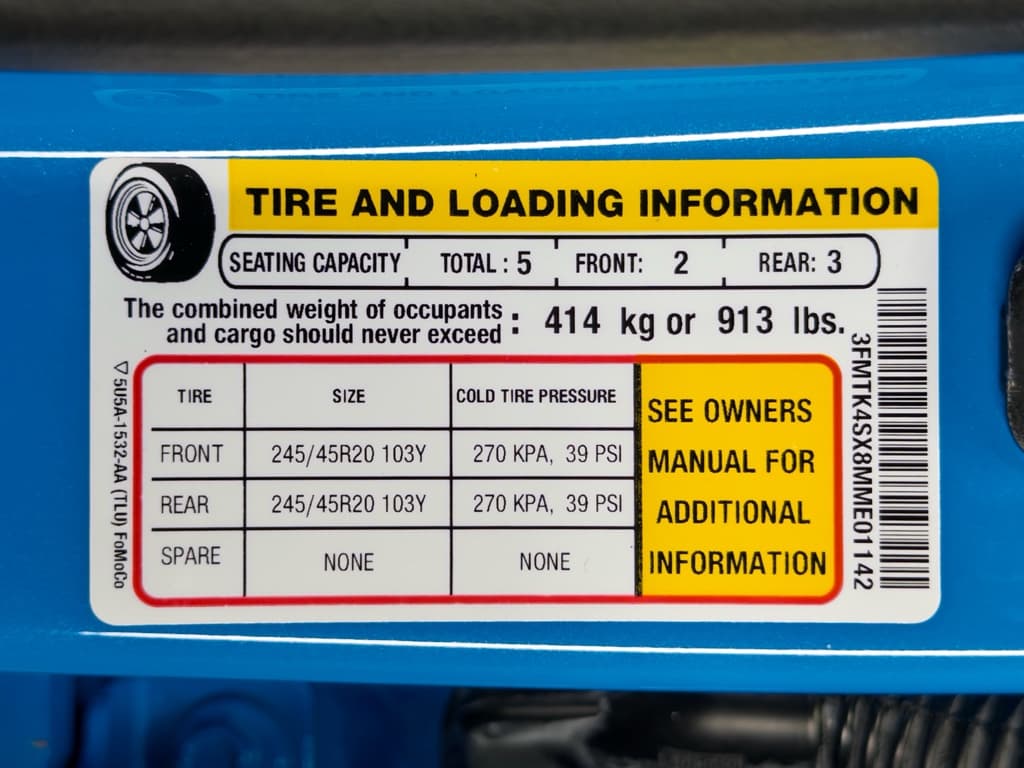 TIRE AND LOADING INFORMATION
SEATING CAPACITY TOTAL : 5 FRONT: 2 REAR: 3
The combined weight of occupants
and cargo should never exceed : 414 kg or 913 lbs.
TIRE SIZE COLD TIRE PRESSURE
FRONT 245/45R20 103Y 270 KPA, 39 PSI
REAR 245/45R20 103Y 270 KPA, 39 PSI
SPARE NONE NONE
SEE OWNERS
MANUAL FOR
ADDITIONAL
INFORMATION
5U5A-1532-AA (TLU) FoMoCo
3FMTK4SX8MME01142